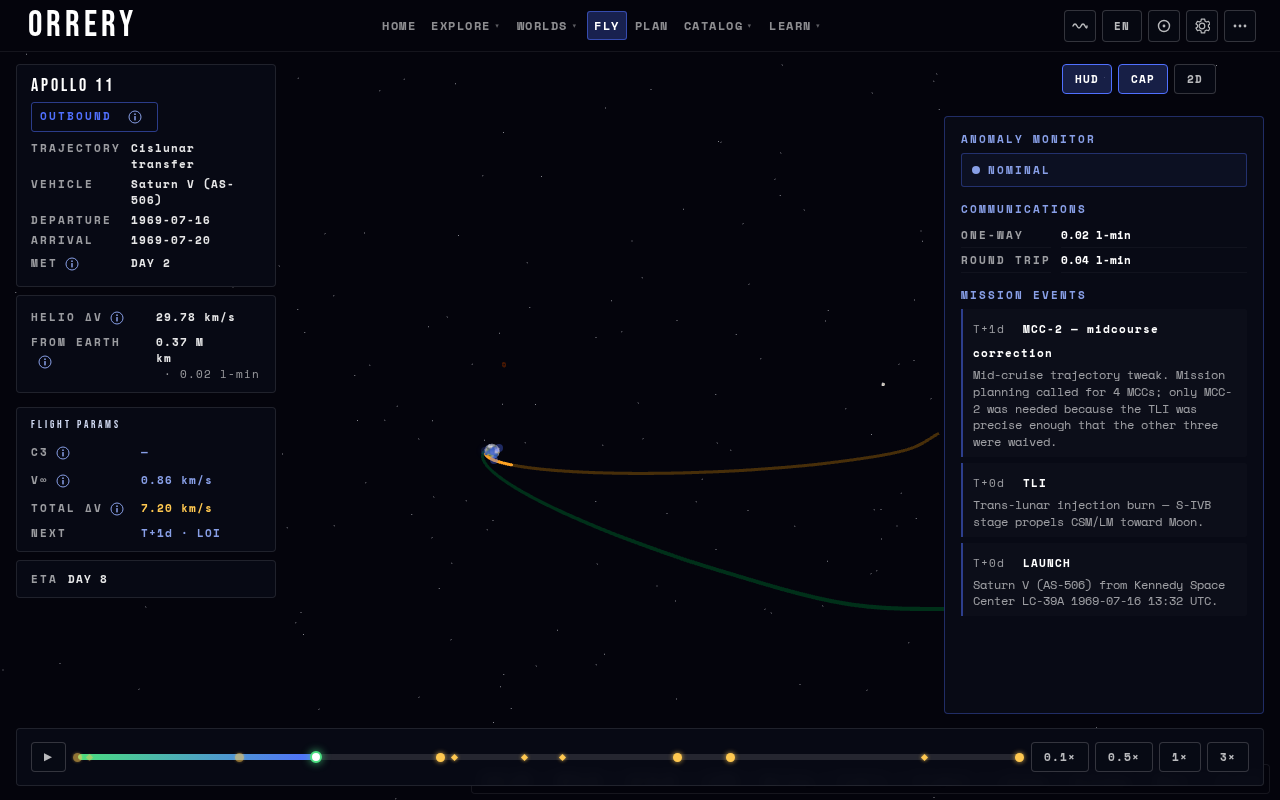 ORRERY
HOME EXPLORE WORLDS FLY PLAN CATALOG LEARN
EN
APOLLO 11
OUTBOUND
TRAJECTORY Cislunar
transfer
VEHICLE Saturn V (AS-
506)
DEPARTURE 1969-07-16
ARRIVAL 1969-07-20
MET DAY 2
HELIO ΔV 29.78 km/s
FROM EARTH 0.37 M
km
· 0.02 l-min
FLIGHT PARAMS
C3 —
V∞ 0.86 km/s
TOTAL ΔV 7.20 km/s
NEXT T+1d · LOI
ETA DAY 8
HUD CAP 2D
ANOMALY MONITOR
NOMINAL
COMMUNICATIONS
ONE-WAY 0.02 l-min
ROUND TRIP 0.04 l-min
MISSION EVENTS
T+1d MCC-2 — midcourse
correction
Mid-cruise trajectory tweak. Mission
planning called for 4 MCCs; only MCC-
2 was needed because the TLI was
precise enough that the other three
were waived.
T+0d TLI
Trans-lunar injection burn — S-IVB
stage propels CSM/LM toward Moon.
T+0d LAUNCH
Saturn V (AS-506) from Kennedy Space
Center LC-39A 1969-07-16 13:32 UTC.
0.1× 0.5× 1× 3×